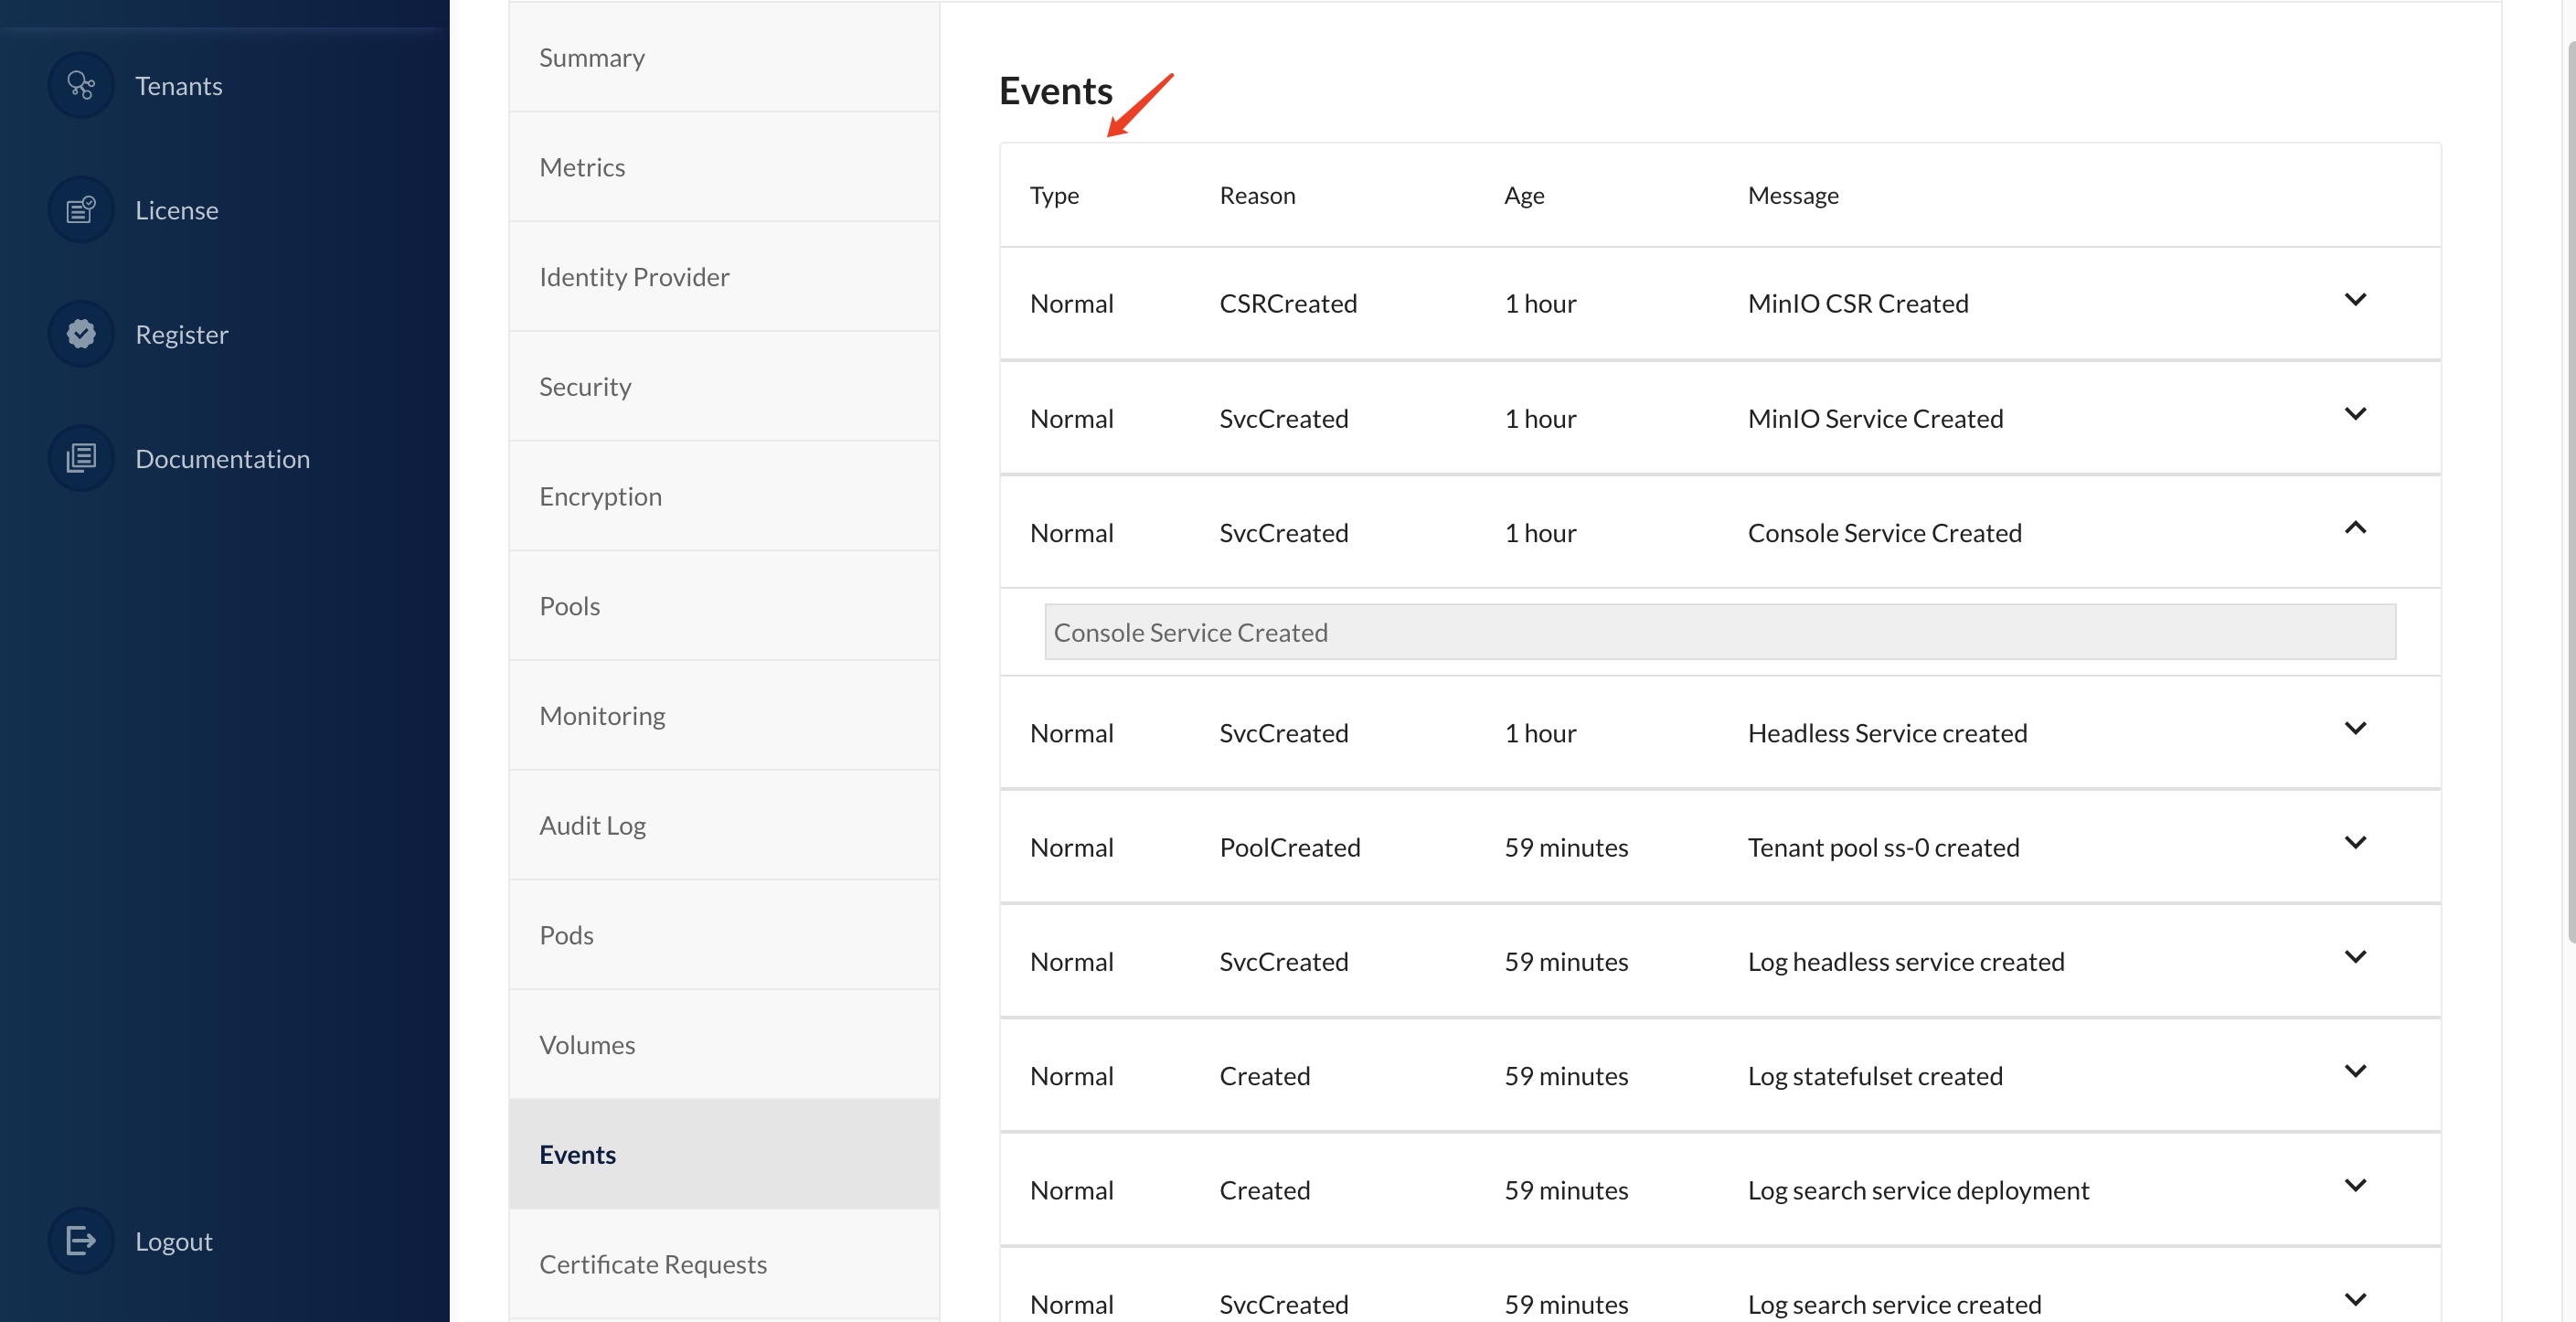 Tenants
License
Register
Documentation
Logout
Summary
Metrics
Identity Provider
Security
Encryption
Pools
Monitoring
Audit Log
Pods
Volumes
Events
Certificate Requests
Events
Type Reason Age Message
Normal CSRCreated 1 hour MinIO CSR Created
Normal SvcCreated 1 hour MinIO Service Created
Normal SvcCreated 1 hour Console Service Created
Console Service Created
Normal SvcCreated 1 hour Headless Service created
Normal PoolCreated 59 minutes Tenant pool ss-0 created
Normal SvcCreated 59 minutes Log headless service created
Normal Created 59 minutes Log statefulset created
Normal Created 59 minutes Log search service deployment
Normal SvcCreated 59 minutes Log search service created